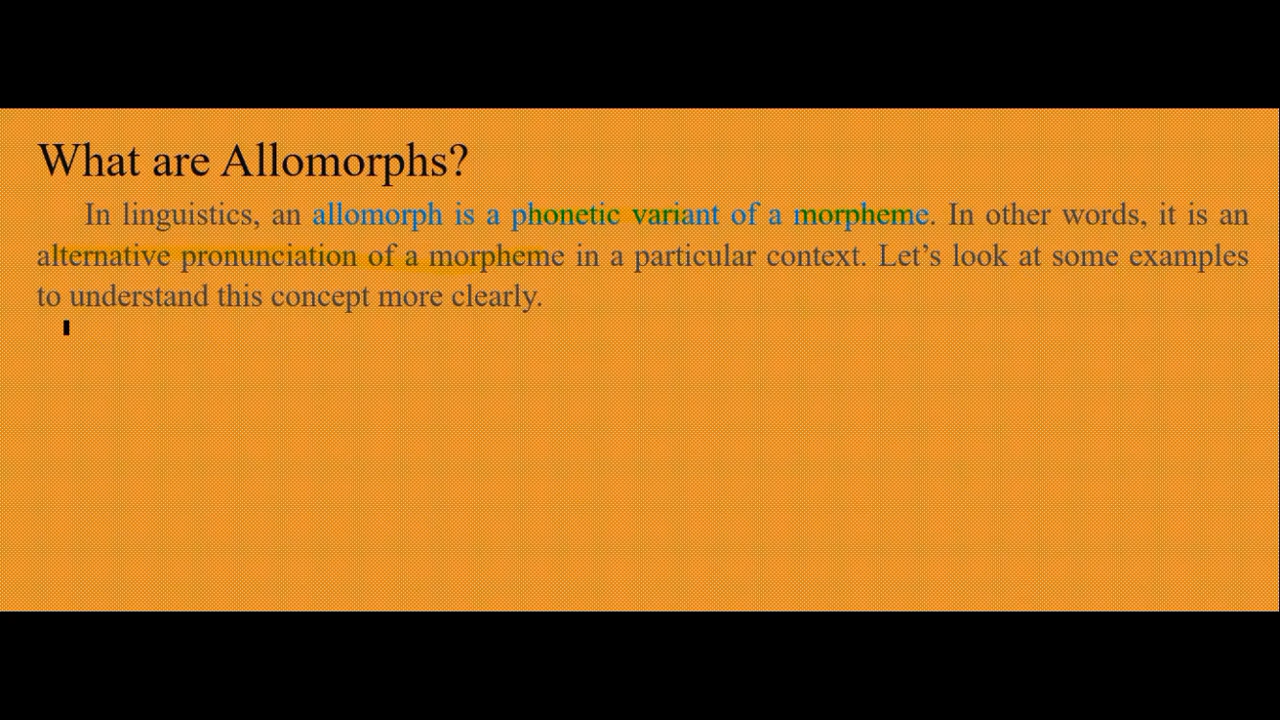 What are Allomorphs?
In linguistics, an allomorph is a phonetic variant of a morpheme. In other words, it is an
alternative pronunciation of a morpheme in a particular context. Let’s look at some examples
to understand this concept more clearly.